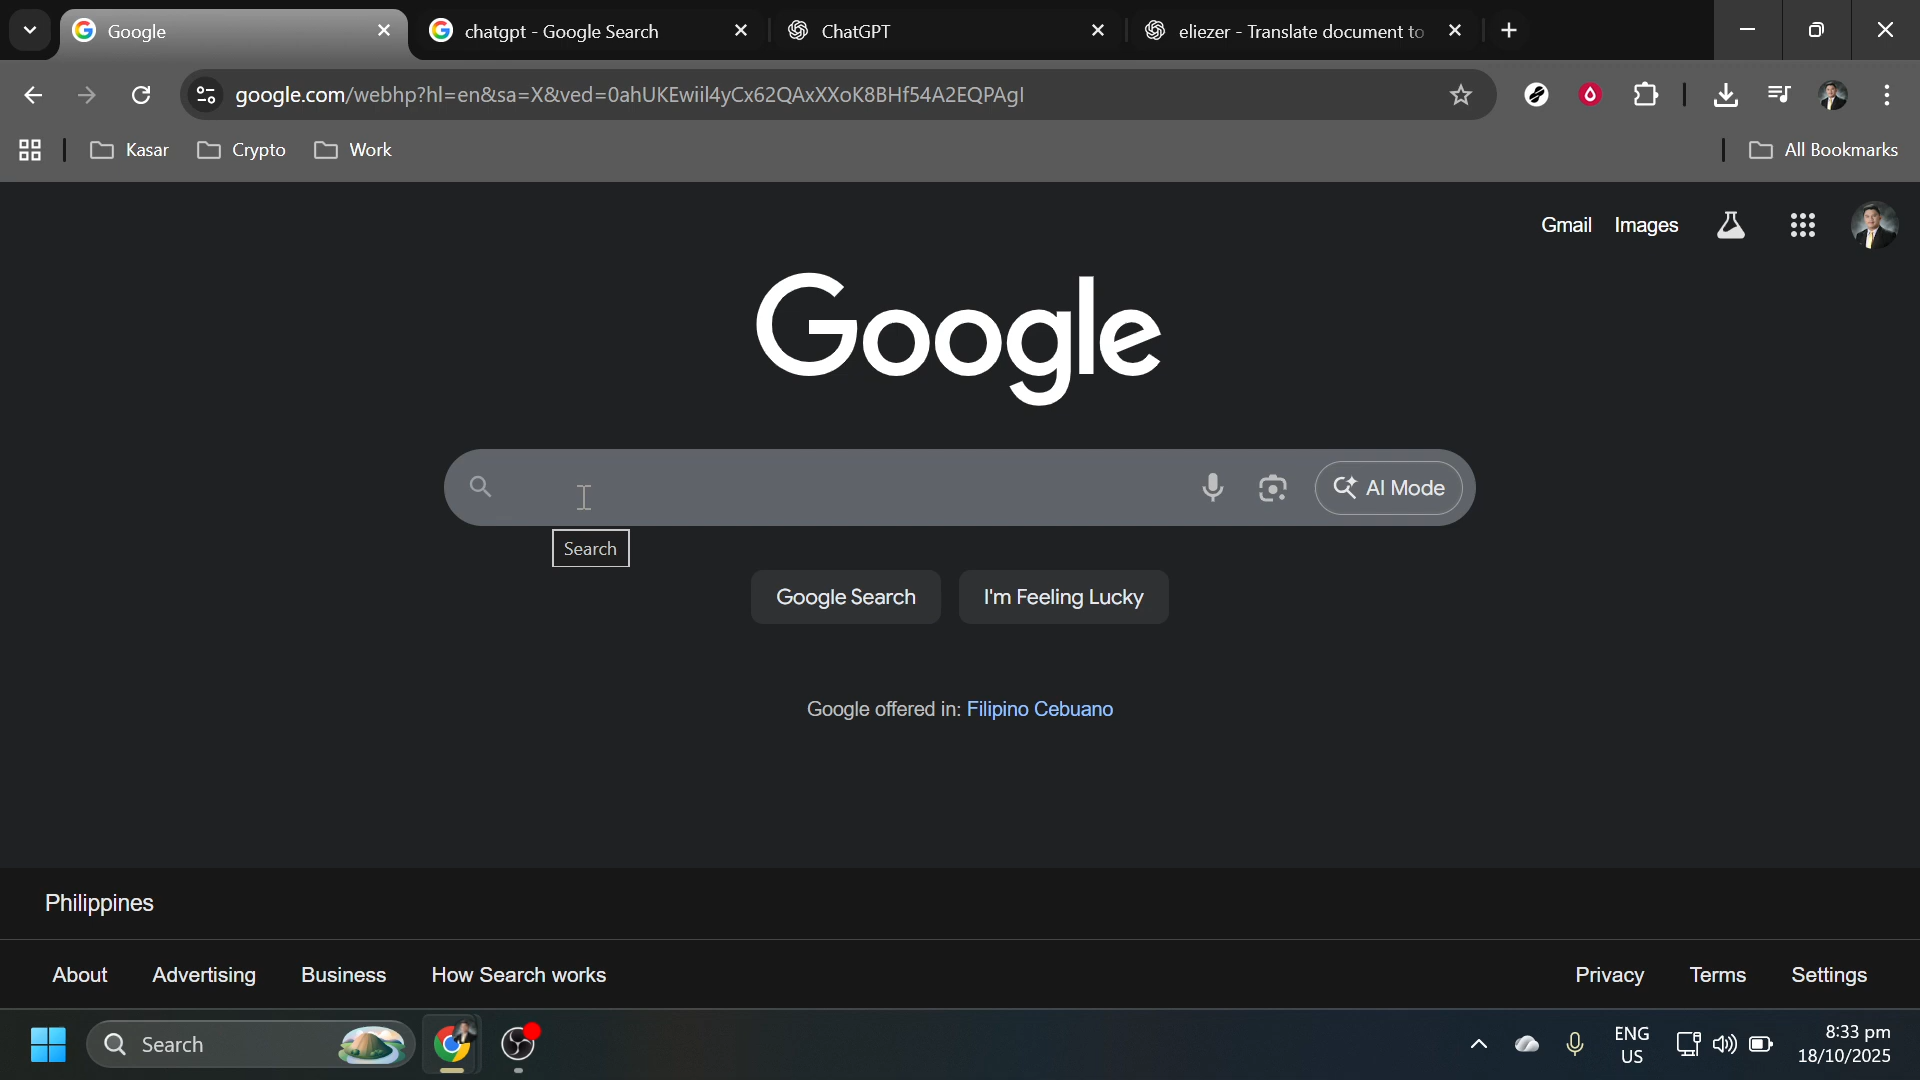 Google
chatgpt - Google Search
ChatGPT
eliezer - Translate document to
google.com/webhp?hl=en&sa=X&ved=0ahUKEwiil4yCx62QAxXXoK8BHf54A2EQPAgI
Kasar
Crypto
Work
All Bookmarks
Gmail Images
Google
AI Mode
Search
Google Search
I'm Feeling Lucky
Google offered in: Filipino Cebuano
Philippines
About Advertising Business How Search works
Privacy Terms Settings
Search
ENG
US
8:33 pm
18/10/2025